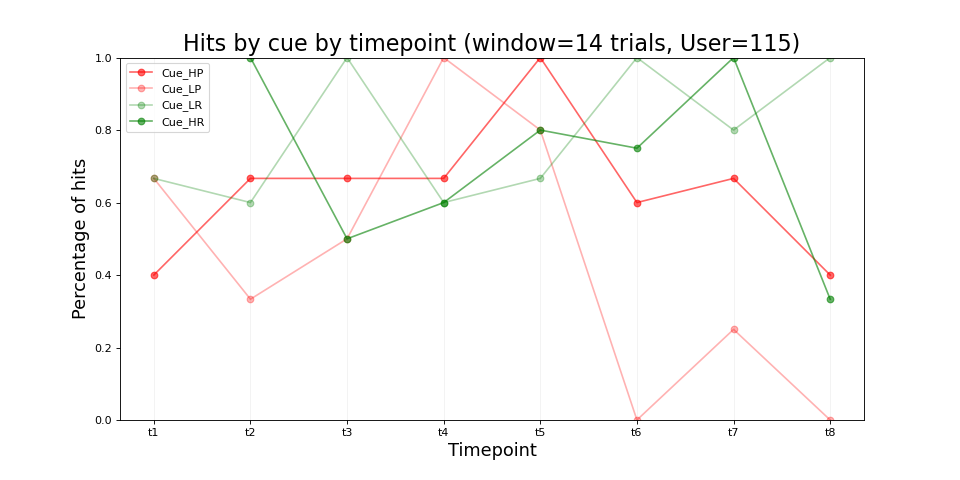 Hits by cue by timepoint (window=14 trials, User=115)
Cue_HP
Cue_LP
Cue_LR
Cue_HR
Percentage of hits
1.0
0.8
0.6
0.4
0.2
0.0
t1 t2 t3 t4 t5 t6 t7 t8
Timepoint